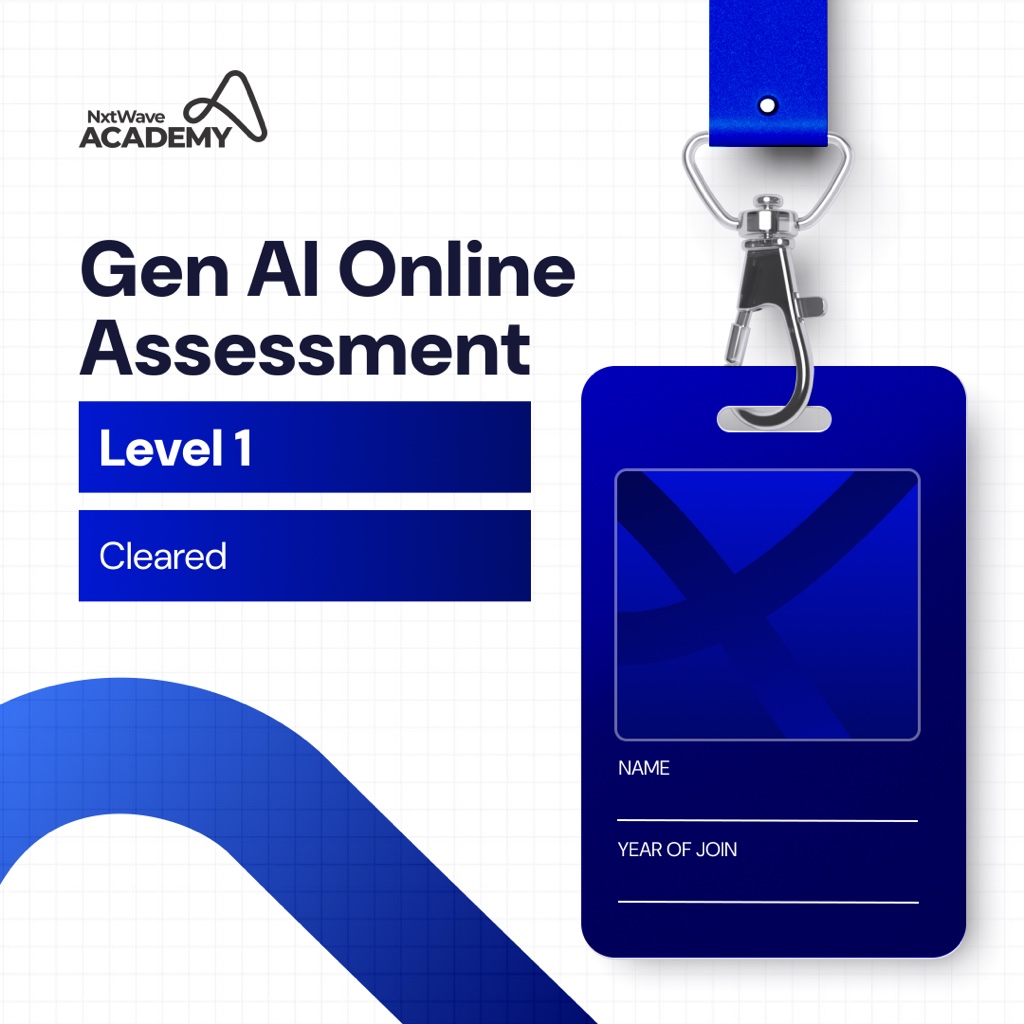 NxtWave
ACADEMY
Gen AI Online
Assessment
Level 1
Cleared
NAME
YEAR OF JOIN